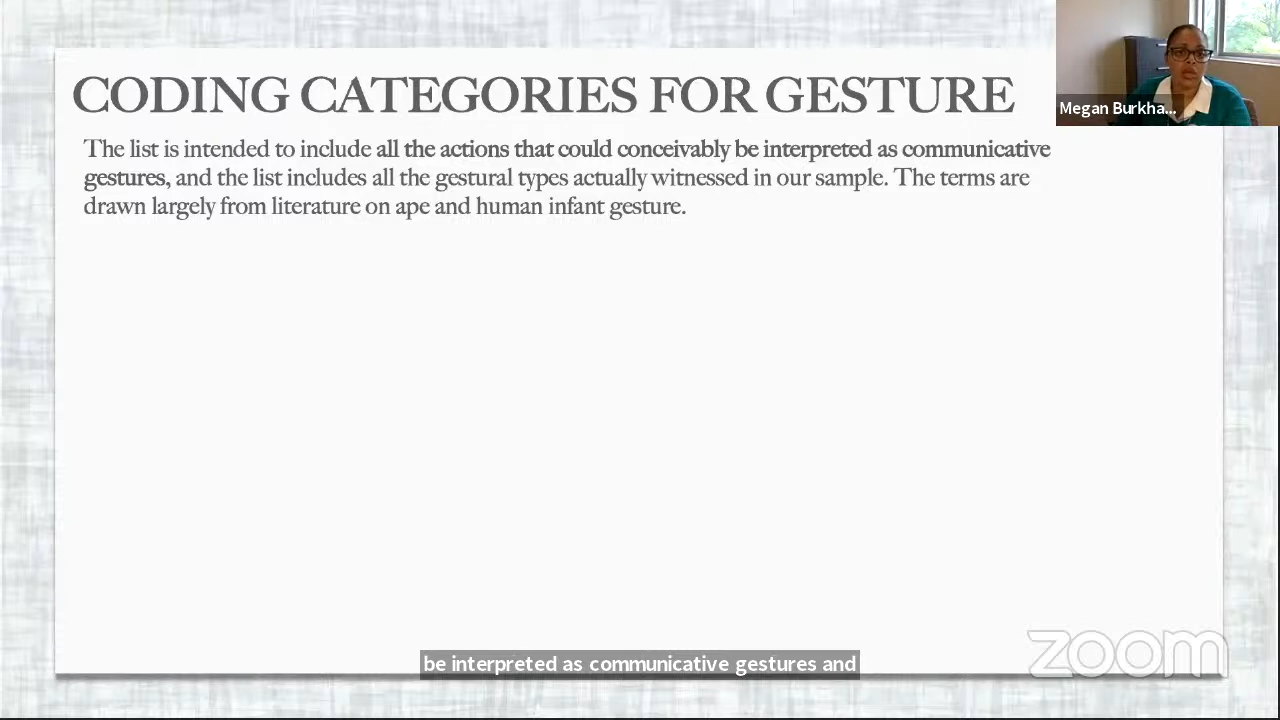 CODING CATEGORIES FOR GESTURE
The list is intended to include all the actions that could conceivably be interpreted as communicative
gestures, and the list includes all the gestural types actually witnessed in our sample. The terms are
drawn largely from literature on ape and human infant gesture.
Megan Burkha...
zoom
be interpreted as communicative gestures and